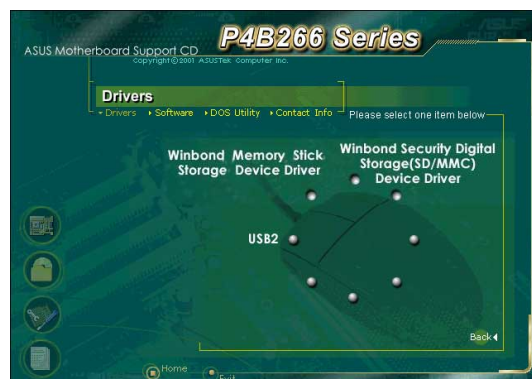 P4B266 Series
ASUS Motherboard Support CD
Copyright©2001 ASUSTek Computer Inc.
Drivers
Drivers Software DOS Utility Contact Info
Please select one item below
Winbond Memory Stick
Storage Device Driver
Winbond Security Digital
Storage(SD/MMC)
Device Driver
USB2
Back
Home
Exit